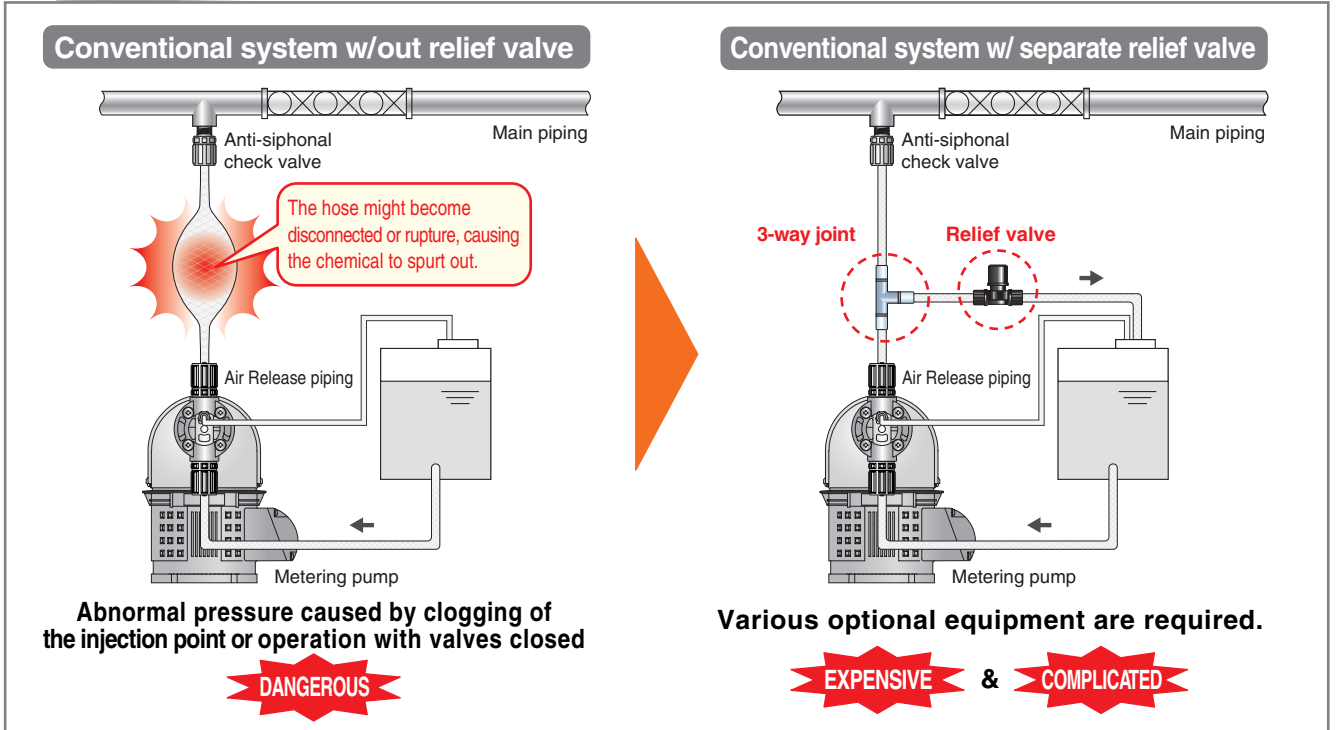 Conventional system w/out relief valve
Anti-siphonal
check valve
Main piping
The hose might become
disconnected or rupture, causing
the chemical to spurt out.
Air Release piping
Metering pump
Abnormal pressure caused by clogging of
the injection point or operation with valves closed
DANGEROUS
Conventional system w/ separate relief valve
Anti-siphonal
check valve
Main piping
3-way joint
Relief valve
Air Release piping
Metering pump
Various optional equipment are required.
EXPENSIVE & COMPLICATED